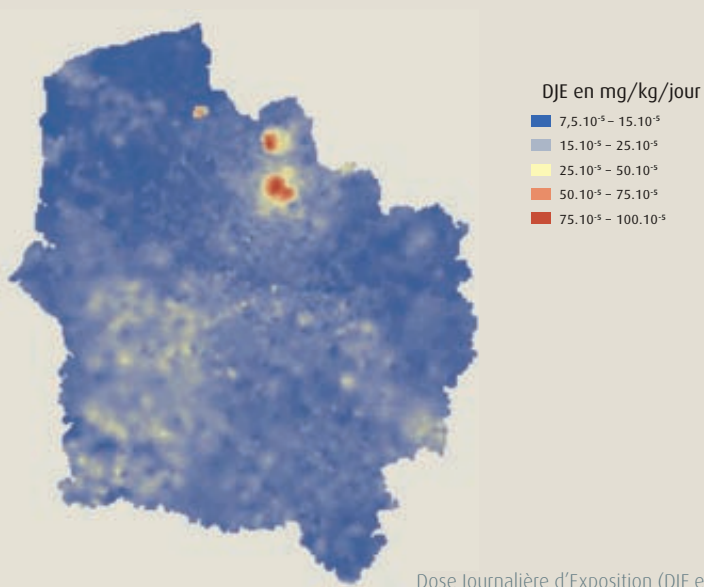 DJE en mg/kg/jour
7,5.10⁻⁵ – 15.10⁻⁵
15.10⁻⁵ – 25.10⁻⁵
25.10⁻⁵ – 50.10⁻⁵
50.10⁻⁵ – 75.10⁻⁵
75.10⁻⁵ – 100.10⁻⁵
Dose Journalière d’Exposition (DJE e